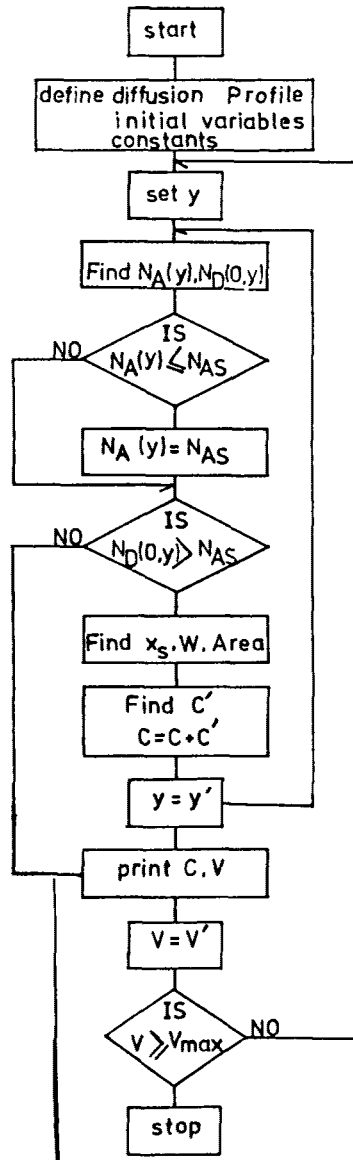 start
define diffusion Profile
initial variables
constants
set y
Find N_A(y),N_D(0,y)
IS
N_A(y) ≤ N_AS
NO
N_A (y) = N_AS
IS
N_D(0,y) > N_AS
NO
Find x_s.W.Area
Find C′
C=C+C′
y = y′
print C.V
V = V′
IS
V ⩾ Vmax
NO
stop